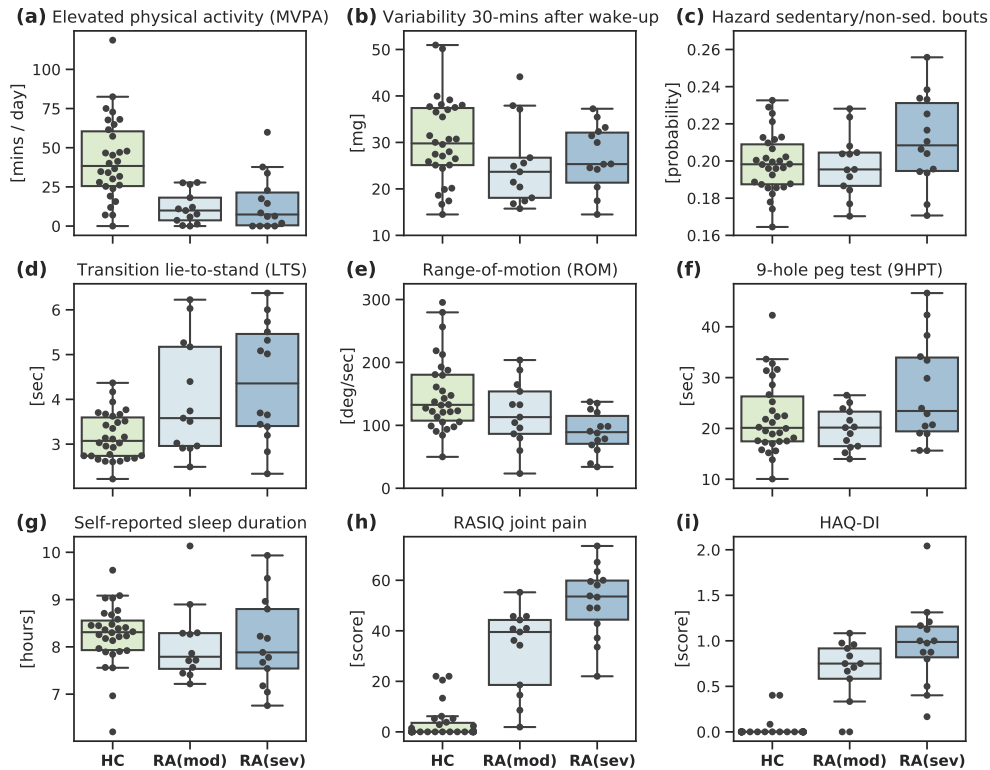 (a) Elevated physical activity (MVPA)
[mins / day]
100
75
50
25
0
(b) Variability 30-mins after wake-up
[mg]
50
40
30
20
10
(c) Hazard sedentary/non-sed. bouts
[probability]
0.26
0.24
0.22
0.20
0.18
0.16
(d) Transition lie-to-stand (LTS)
[sec]
6
5
4
3
(e) Range-of-motion (ROM)
[deg/sec]
300
200
150
100
50
0
(f) 9-hole peg test (9HPT)
[sec]
40
30
20
10
(g) Self-reported sleep duration
[hours]
10
9
8
7
HC RA(mod) RA(sev)
(h) RASIQ joint pain
[score]
60
40
20
0
HC RA(mod) RA(sev)
(i) HAQ-DI
[score]
2.0
1.5
1.0
0.5
0.0
HC RA(mod) RA(sev)